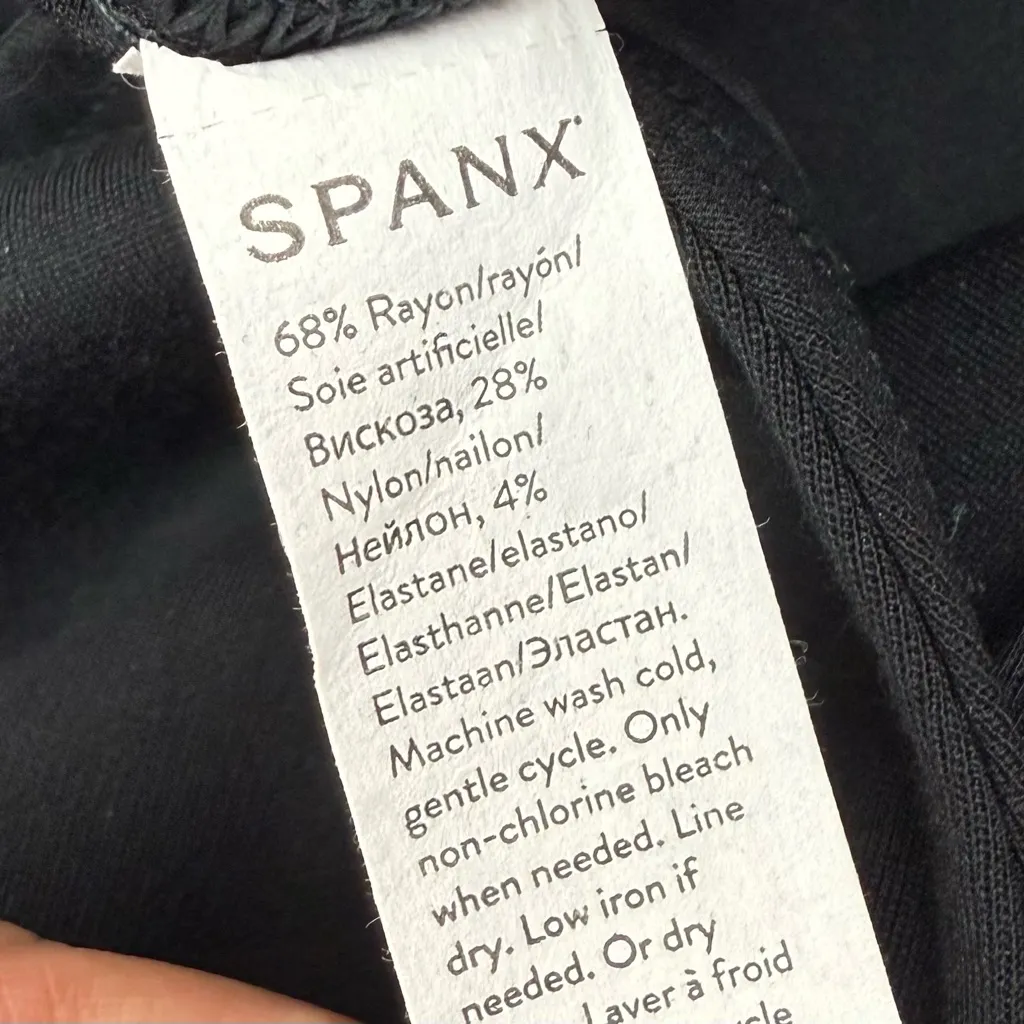 SPANX
68% Rayon/rayón/
Soie artificielle/
Вискоза, 28%
Nylon/nailon/
Нейлон, 4%
Elastane/elastano/
Elasthanne/Elastan/
Elastaan/Эластан.
Machine wash cold,
gentle cycle. Only
non-chlorine bleach
when needed. Line
dry. Low iron if
needed. Or dry
Laver à froid